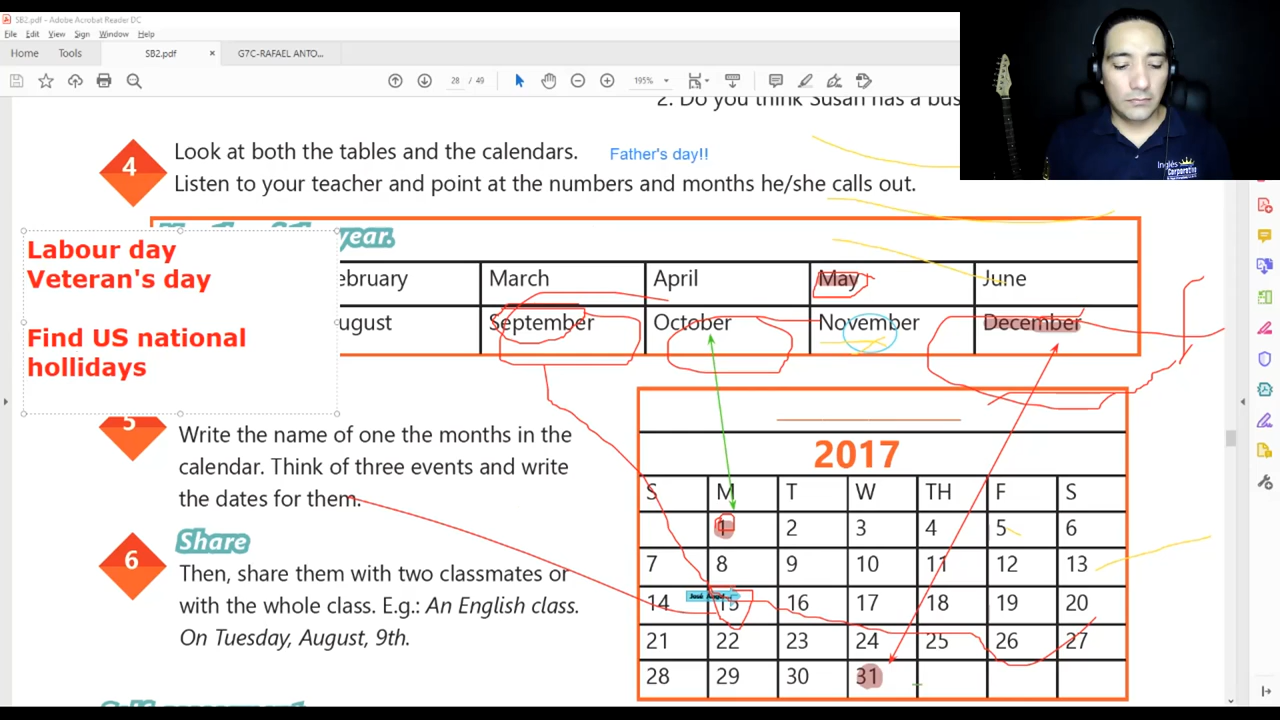 SB2.pdf - Adobe Acrobat Reader DC
File Edit View Sign Window Help
Home Tools SB2.pdf × G7C-RAFAEL ANTO...
28 / 49 195%
2. Do you think Susan has a bus
4 Look at both the tables and the calendars. Father's day!!
Listen to your teacher and point at the numbers and months he/she calls out.
year.
Labour day
Veteran's day
Find US national
hollidays
ebruary March April May June
ugust September October November December
5 Write the name of one the months in the
calendar. Think of three events and write
the dates for them.
6 Share
Then, share them with two classmates or
with the whole class. E.g.: An English class.
On Tuesday, August, 9th.
2017
S M T W TH F S
1 2 3 4 5 6
7 8 9 10 11 12 13
14 15 16 17 18 19 20
21 22 23 24 25 26 27
28 29 30 31
Inglés
Corporativo